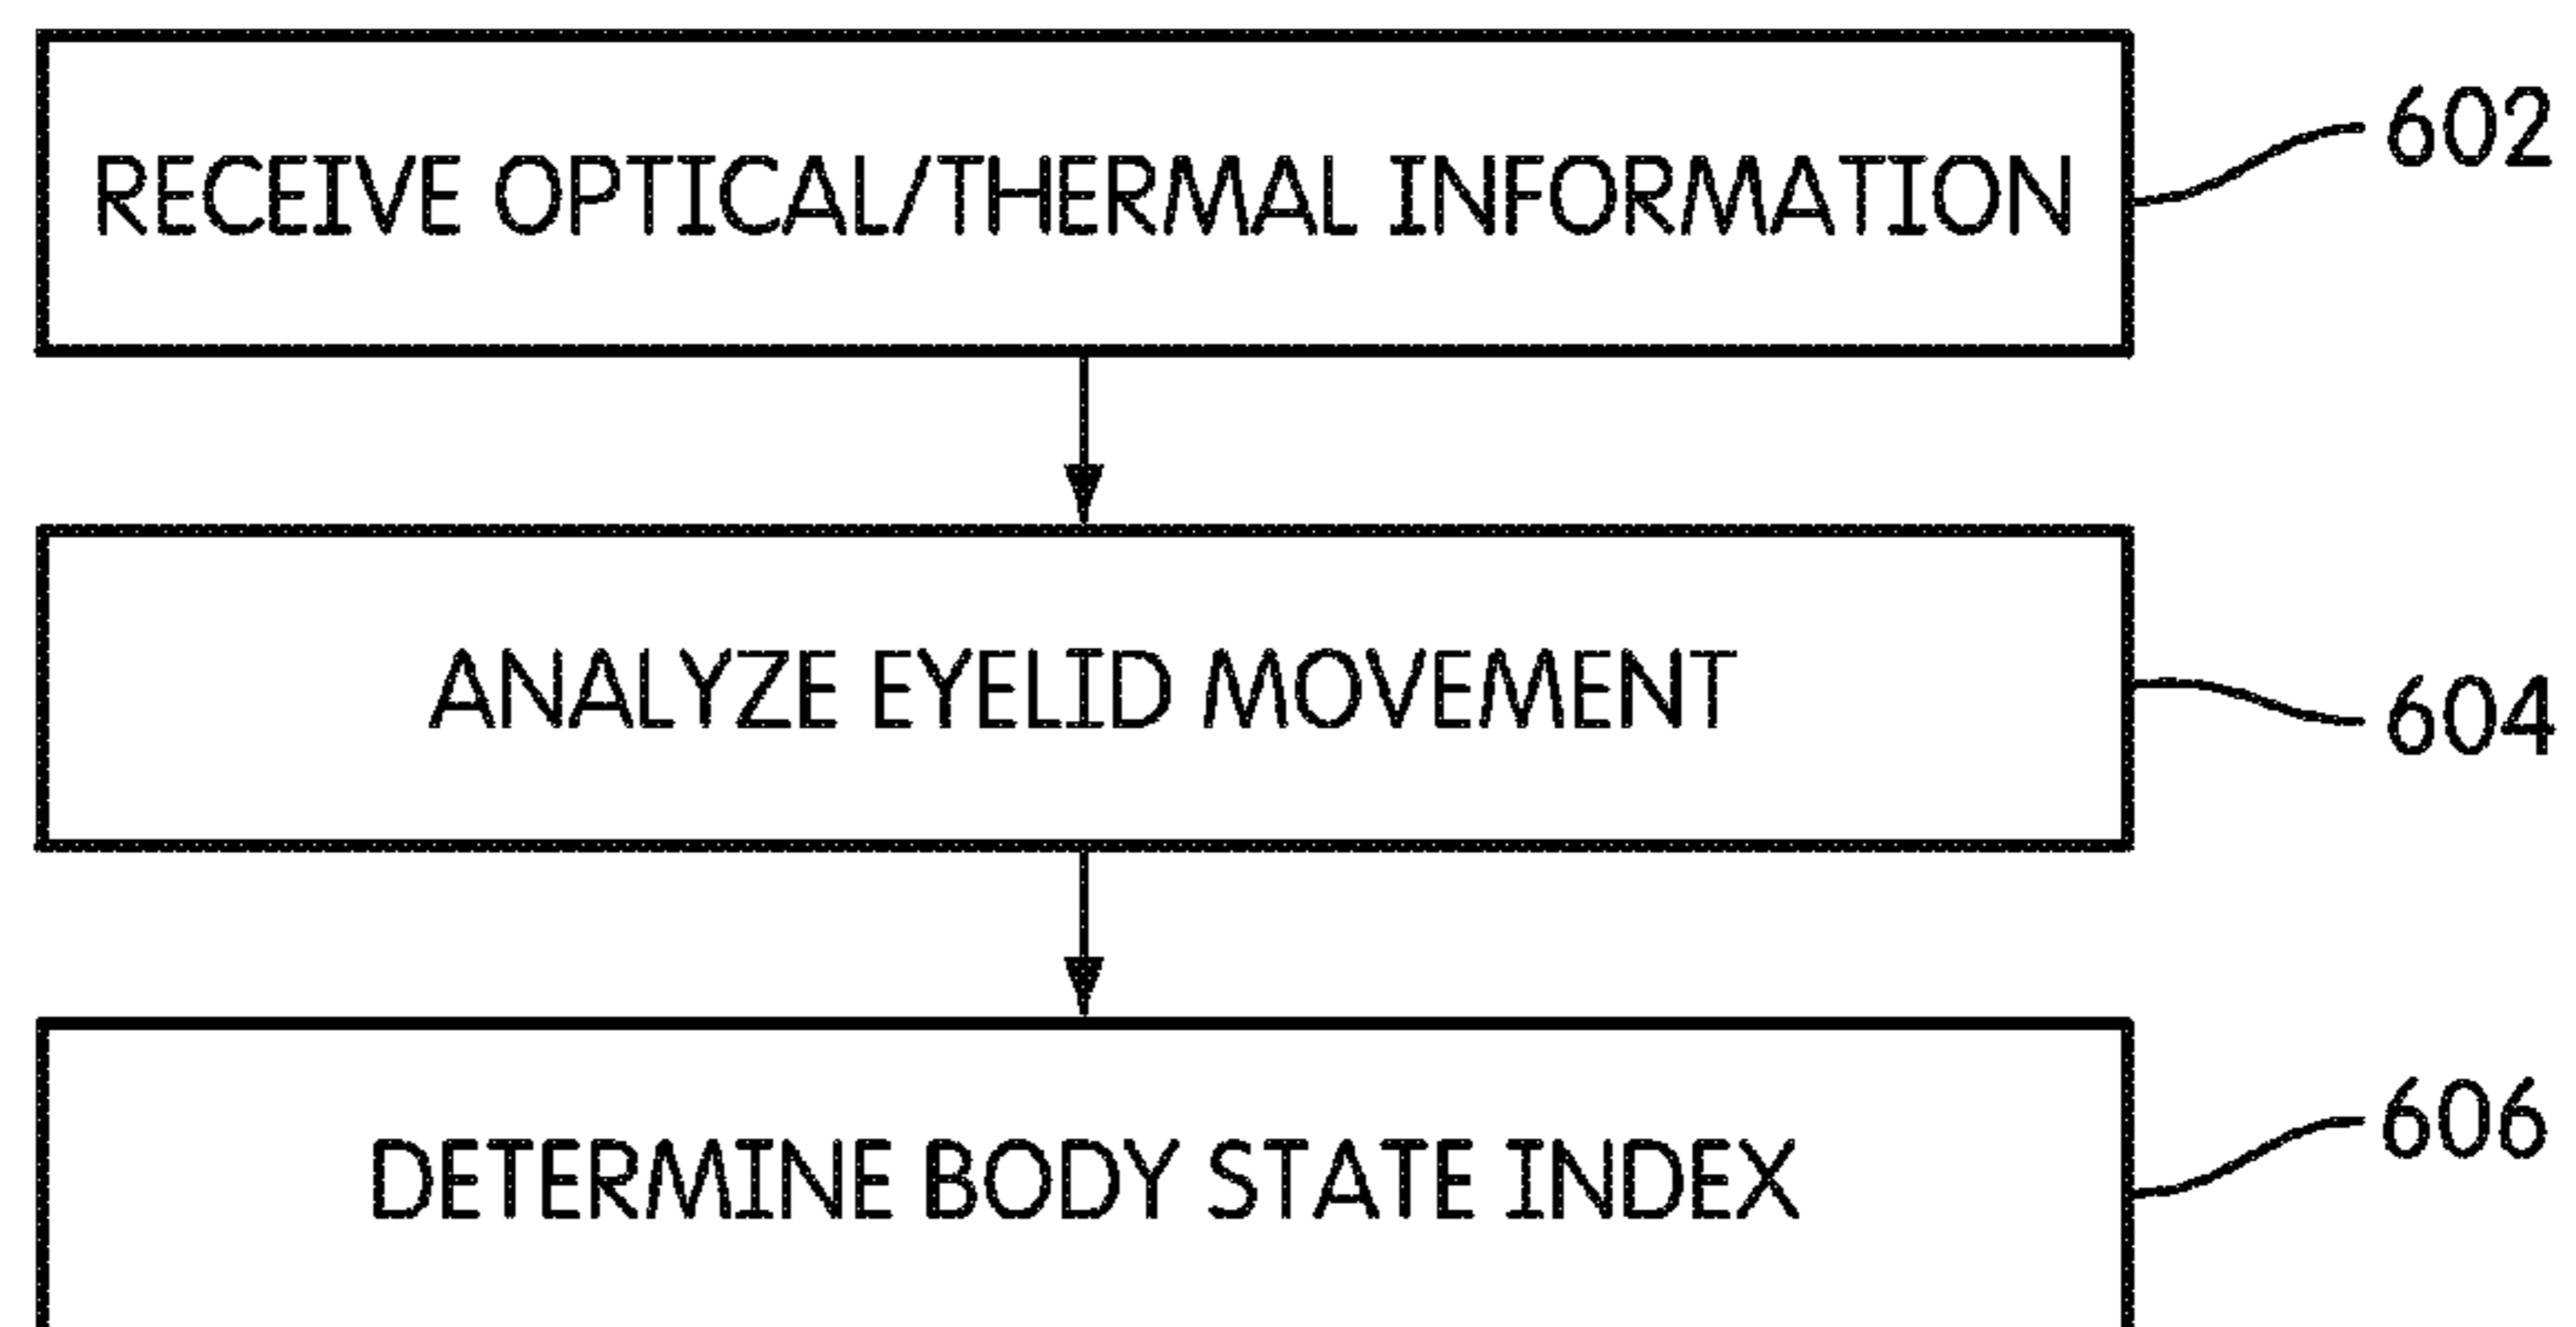 RECEIVE OPTICAL/THERMAL INFORMATION
602
ANALYZE EYELID MOVEMENT
604
DETERMINE BODY STATE INDEX
606